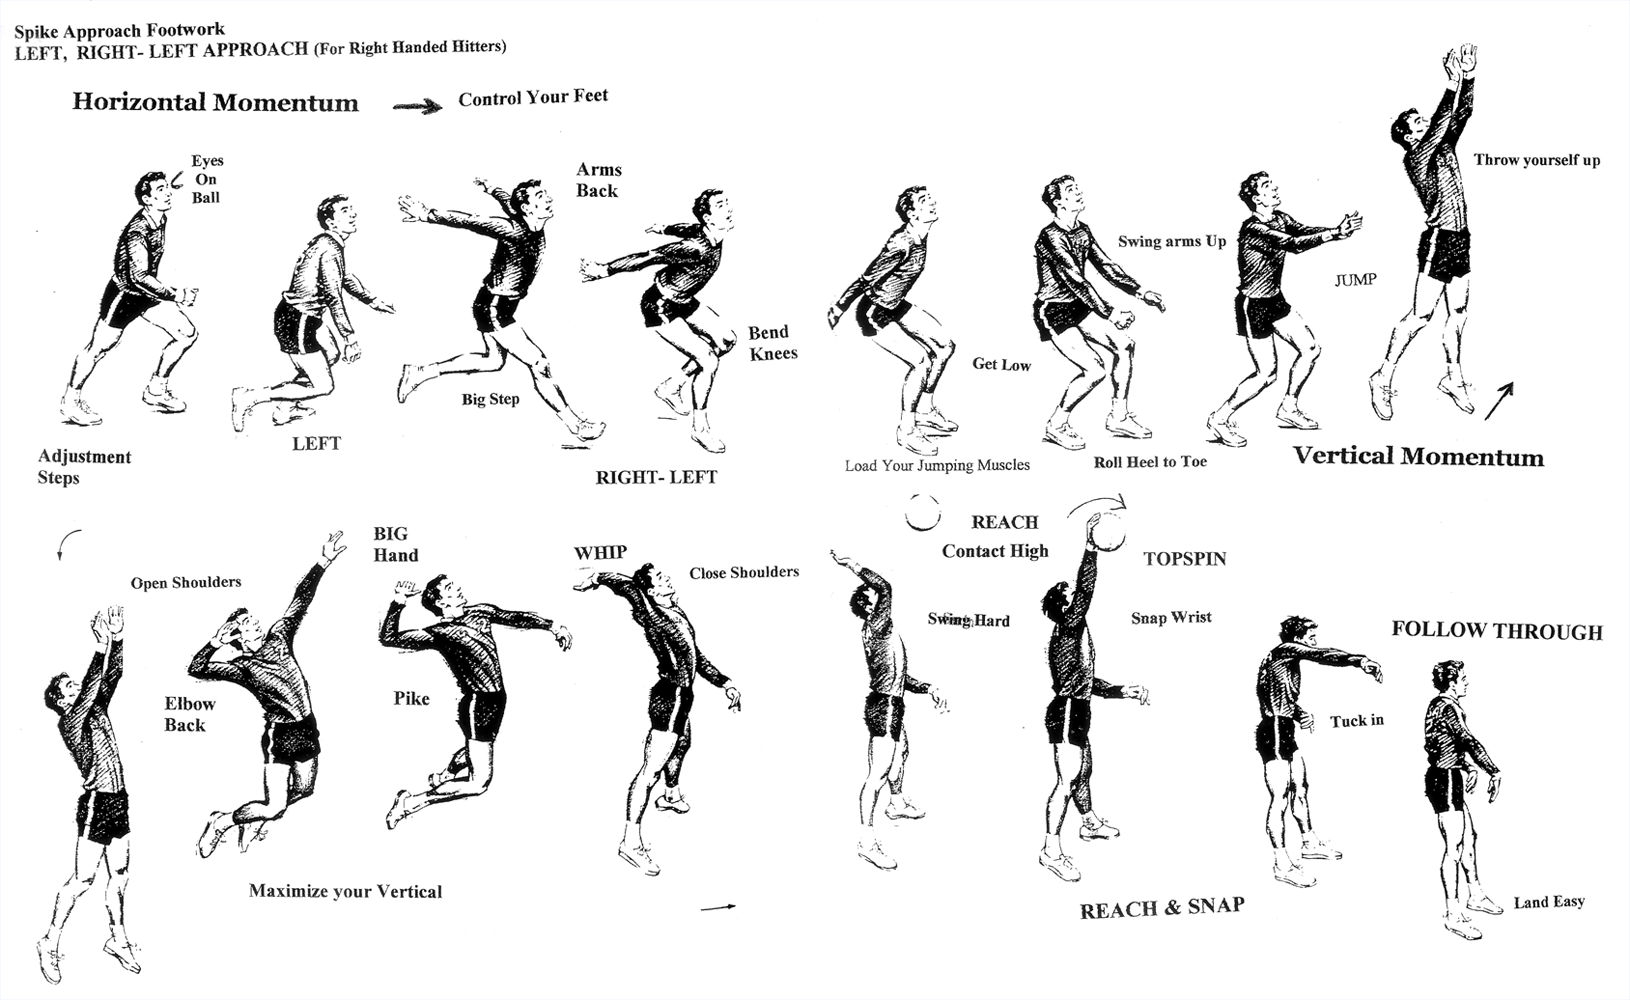 Spike Approach Footwork
LEFT, RIGHT- LEFT APPROACH (For Right Handed Hitters)
Horizontal Momentum
Control Your Feet
Eyes
On
Ball
Arms
Back
Swing arms Up
Throw yourself up
JUMP
Bend
Knees
Get Low
Big Step
LEFT
Adjustment
Steps
RIGHT- LEFT
Load Your Jumping Muscles
Roll Heel to Toe
Vertical Momentum
Open Shoulders
BIG
Hand
WHIP
Close Shoulders
REACH
Contact High
TOPSPIN
Swing Hard
Snap Wrist
FOLLOW THROUGH
Elbow
Back
Pike
Tuck in
Maximize your Vertical
REACH & SNAP
Land Easy